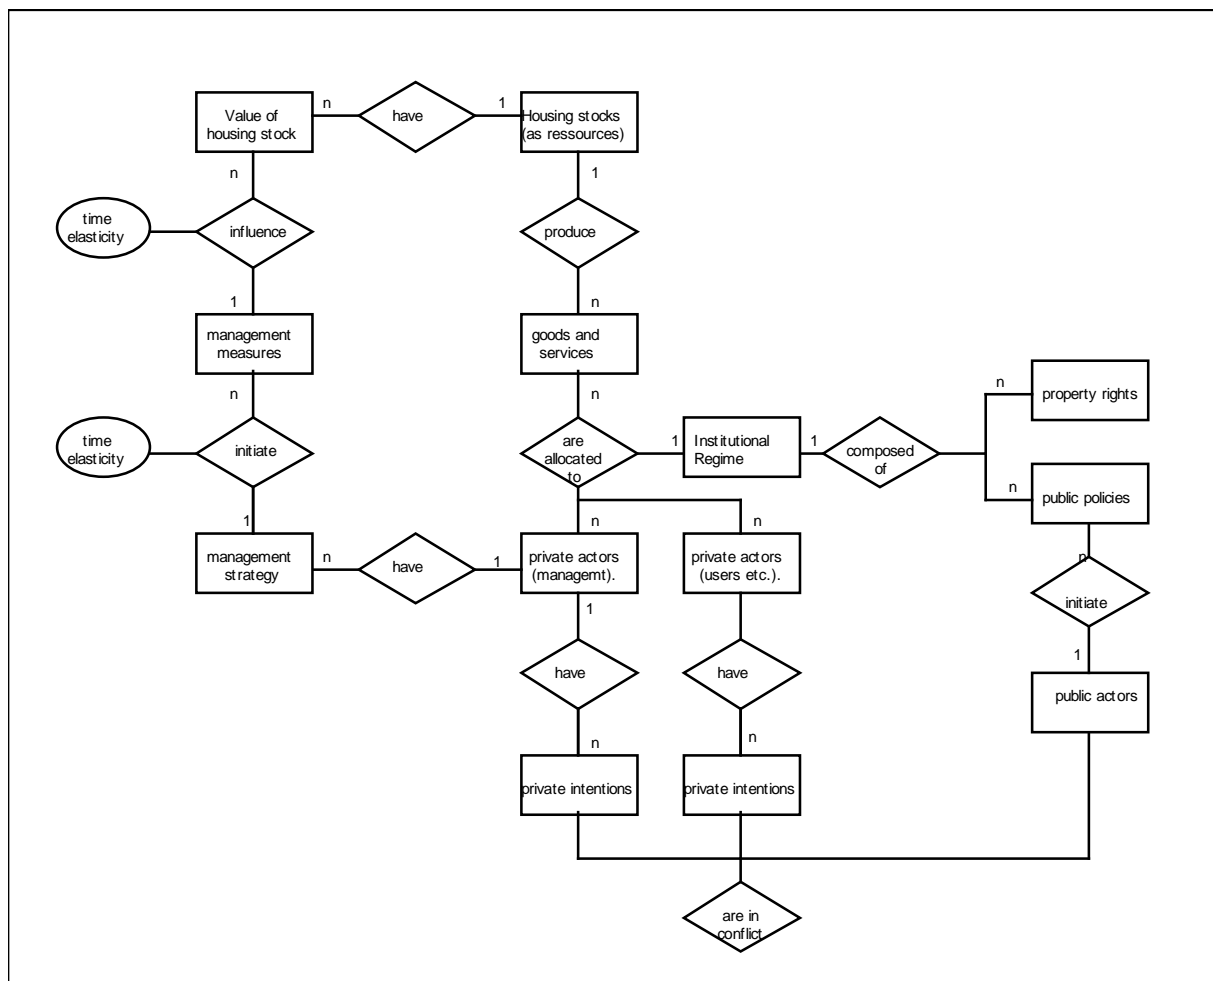 Value of
housing stock
n
have
1
Housing stocks
(as ressources)
n
1
time
elasticity
influence
produce
1
n
management
measures
goods and
services
n
n
n
property rights
time
elasticity
initiate
are
allocated
to
1
Institutional
Regime
1
composed
of
n
public policies
1
n
n
n
management
strategy
n
have
1
private actors
(managemt).
private actors
(users etc.).
initiate
1
1
have
have
public actors
n
n
private intentions
private intentions
are in
conflict